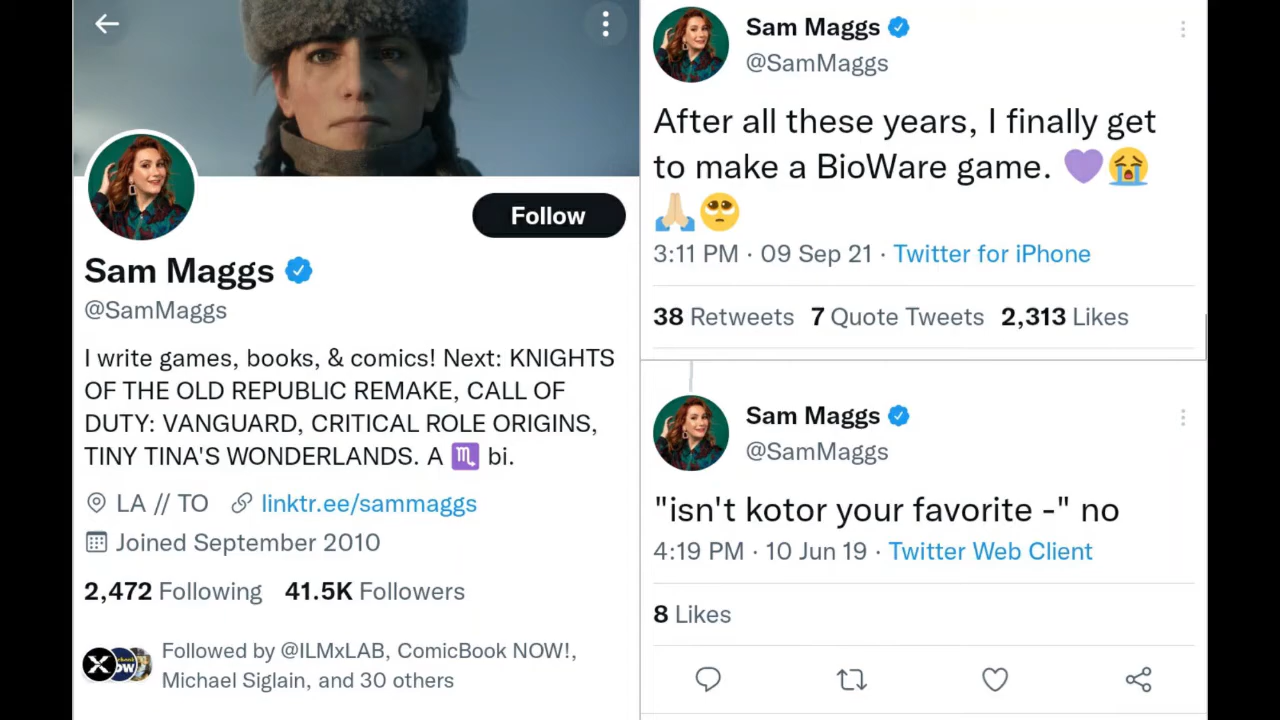 Follow
Sam Maggs
@SamMaggs
I write games, books, & comics! Next: KNIGHTS
OF THE OLD REPUBLIC REMAKE, CALL OF
DUTY: VANGUARD, CRITICAL ROLE ORIGINS,
TINY TINA'S WONDERLANDS. A ♏ bi.
LA // TO linktr.ee/sammaggs
Joined September 2010
2,472 Following 41.5K Followers
Followed by @ILMxLAB, ComicBook NOW!,
Michael Siglain, and 30 others
Sam Maggs
@SamMaggs
After all these years, I finally get
to make a BioWare game. 💜😭
🙏🏼🥺
3:11 PM · 09 Sep 21 · Twitter for iPhone
38 Retweets 7 Quote Tweets 2,313 Likes
Sam Maggs
@SamMaggs
"isn't kotor your favorite -" no
4:19 PM · 10 Jun 19 · Twitter Web Client
8 Likes